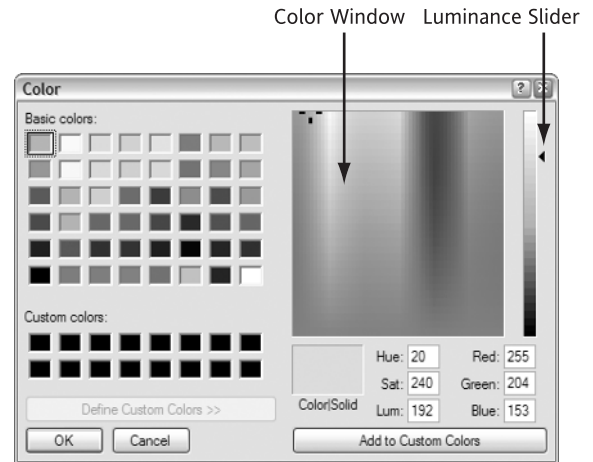 Color Window Luminance Slider
Color
Basic colors:
Custom colors:
Define Custom Colors >>
OK Cancel
Color|Solid
Hue: 20 Red: 255
Sat: 240 Green: 204
Lum: 192 Blue: 153
Add to Custom Colors